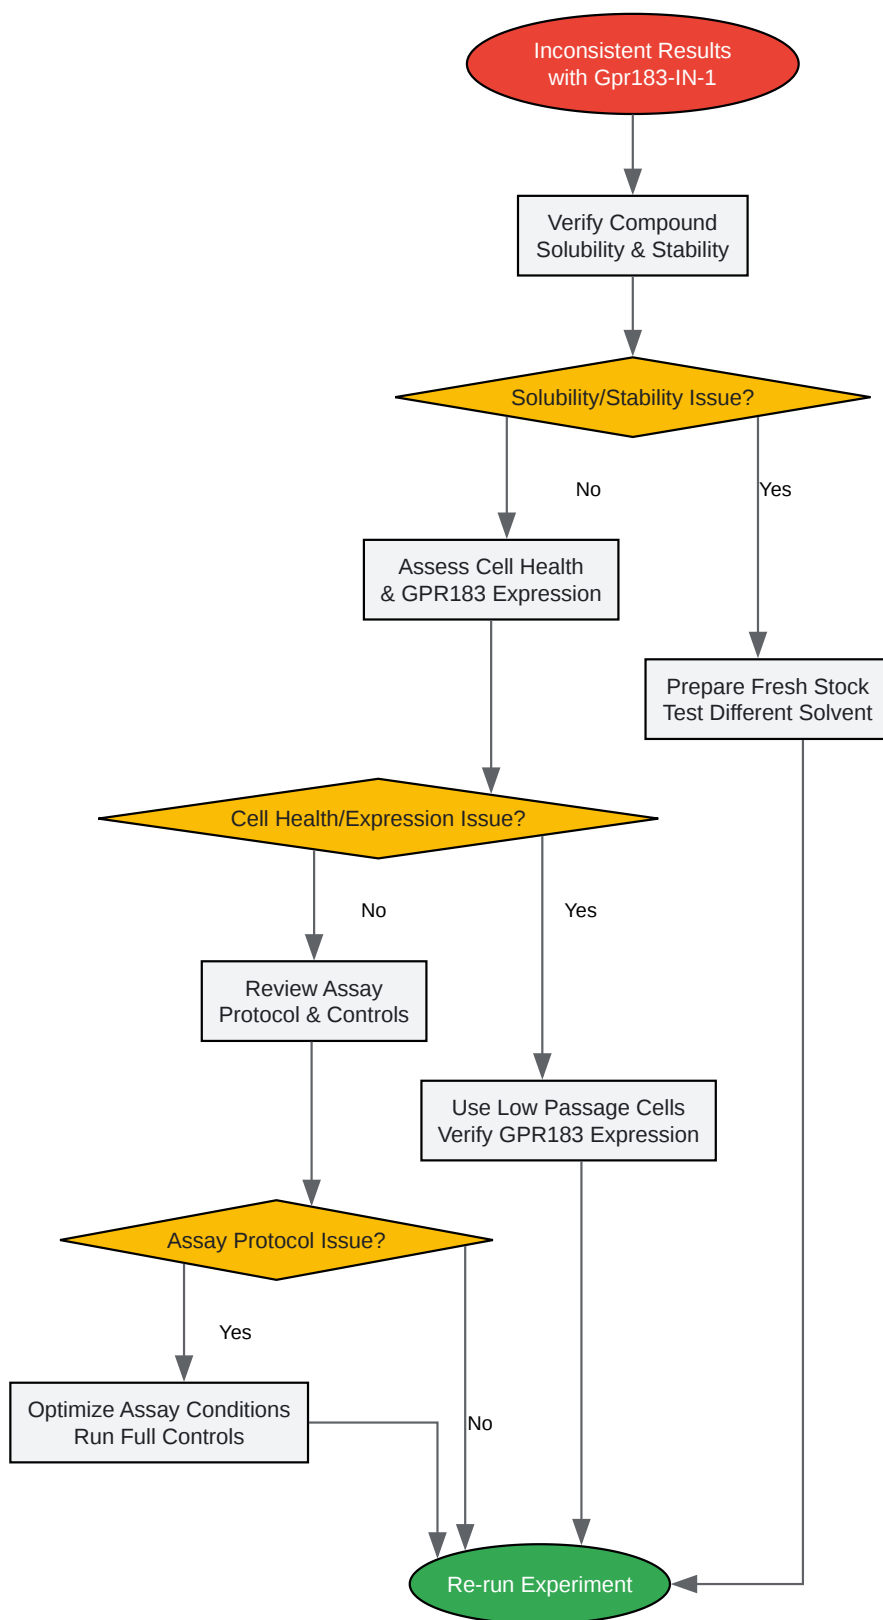 Inconsistent Results
with Gpr183-IN-1
Verify Compound
Solubility & Stability
Solubility/Stability Issue?
No
Yes
Assess Cell Health
& GPR183 Expression
Prepare Fresh Stock
Test Different Solvent
Cell Health/Expression Issue?
No
Yes
Review Assay
Protocol & Controls
Use Low Passage Cells
Verify GPR183 Expression
Assay Protocol Issue?
Yes
No
Optimize Assay Conditions
Run Full Controls
Re-run Experiment